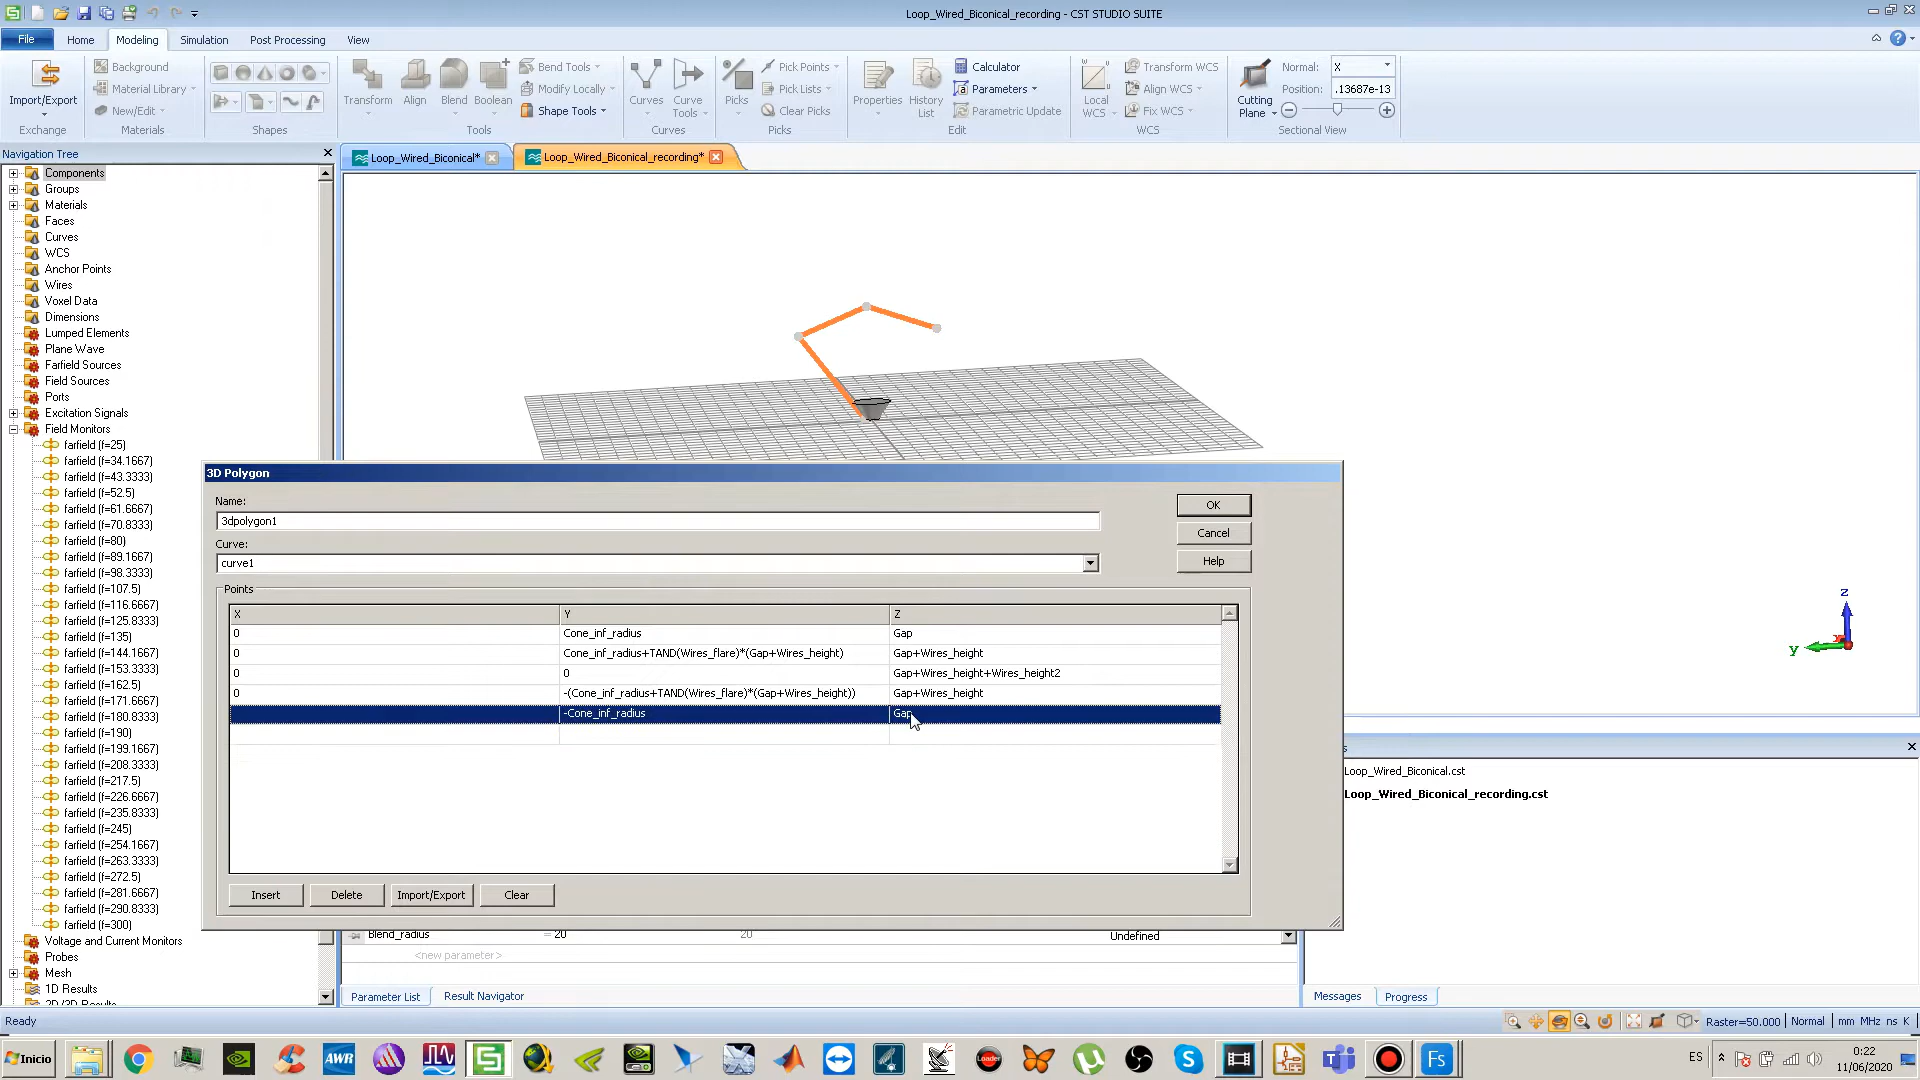 Loop_Wired_Biconical_recording - CST STUDIO SUITE
File Home Modeling Simulation Post Processing View
Import/Export
Exchange
Background
Material Library
New/Edit
Materials
Shapes
Transform Align Blend Boolean
Bend Tools
Modify Locally
Shape Tools
Tools
Curves Curve Tools
Curves
Picks
Pick Points
Pick Lists
Clear Picks
Picks
Properties History List
Calculator
Parameters
Parametric Update
Edit
Local WCS
Transform WCS
Align WCS
Fix WCS
WCS
Cutting Plane
Normal: X
Position: .13687e-13
Sectional View
Navigation Tree
Loop_Wired_Biconical* Loop_Wired_Biconical_recording*
Components
Groups
Materials
Faces
Curves
WCS
Anchor Points
Wires
Voxel Data
Dimensions
Lumped Elements
Plane Wave
Farfield Sources
Field Sources
Ports
Excitation Signals
Field Monitors
farfield (f=25)
farfield (f=34.1667)
farfield (f=43.3333)
farfield (f=52.5)
farfield (f=61.6667)
farfield (f=70.8333)
farfield (f=80)
farfield (f=89.1667)
farfield (f=98.3333)
farfield (f=107.5)
farfield (f=116.6667)
farfield (f=125.8333)
farfield (f=135)
farfield (f=144.1667)
farfield (f=153.3333)
farfield (f=162.5)
farfield (f=171.6667)
farfield (f=180.8333)
farfield (f=190)
farfield (f=199.1667)
farfield (f=208.3333)
farfield (f=217.5)
farfield (f=226.6667)
farfield (f=235.8333)
farfield (f=245)
farfield (f=254.1667)
farfield (f=263.3333)
farfield (f=272.5)
farfield (f=281.6667)
farfield (f=290.8333)
farfield (f=300)
Voltage and Current Monitors
Probes
Mesh
1D Results
2D/3D Results
z
y
3D Polygon
Name:
3dpolygon1
Curve:
curve1
OK
Cancel
Help
Points
X Y Z
0 Cone_inf_radius Gap
0 Cone_inf_radius+TAND(Wires_flare)*(Gap+Wires_height) Gap+Wires_height
0 0 Gap+Wires_height+Wires_height2
0 -(Cone_inf_radius+TAND(Wires_flare)*(Gap+Wires_height)) Gap+Wires_height
-Cone_inf_radius Gap
Insert Delete Import/Export Clear
s
Loop_Wired_Biconical.cst
Loop_Wired_Biconical_recording.cst
Blend_radius = 20 20 Undefined
<new parameter>
Parameter List Result Navigator
Messages Progress
Ready
Raster=50.000 Normal mm MHz ns K
Inicio
AWR
Loader
Fs
ES
0:22
11/06/2020